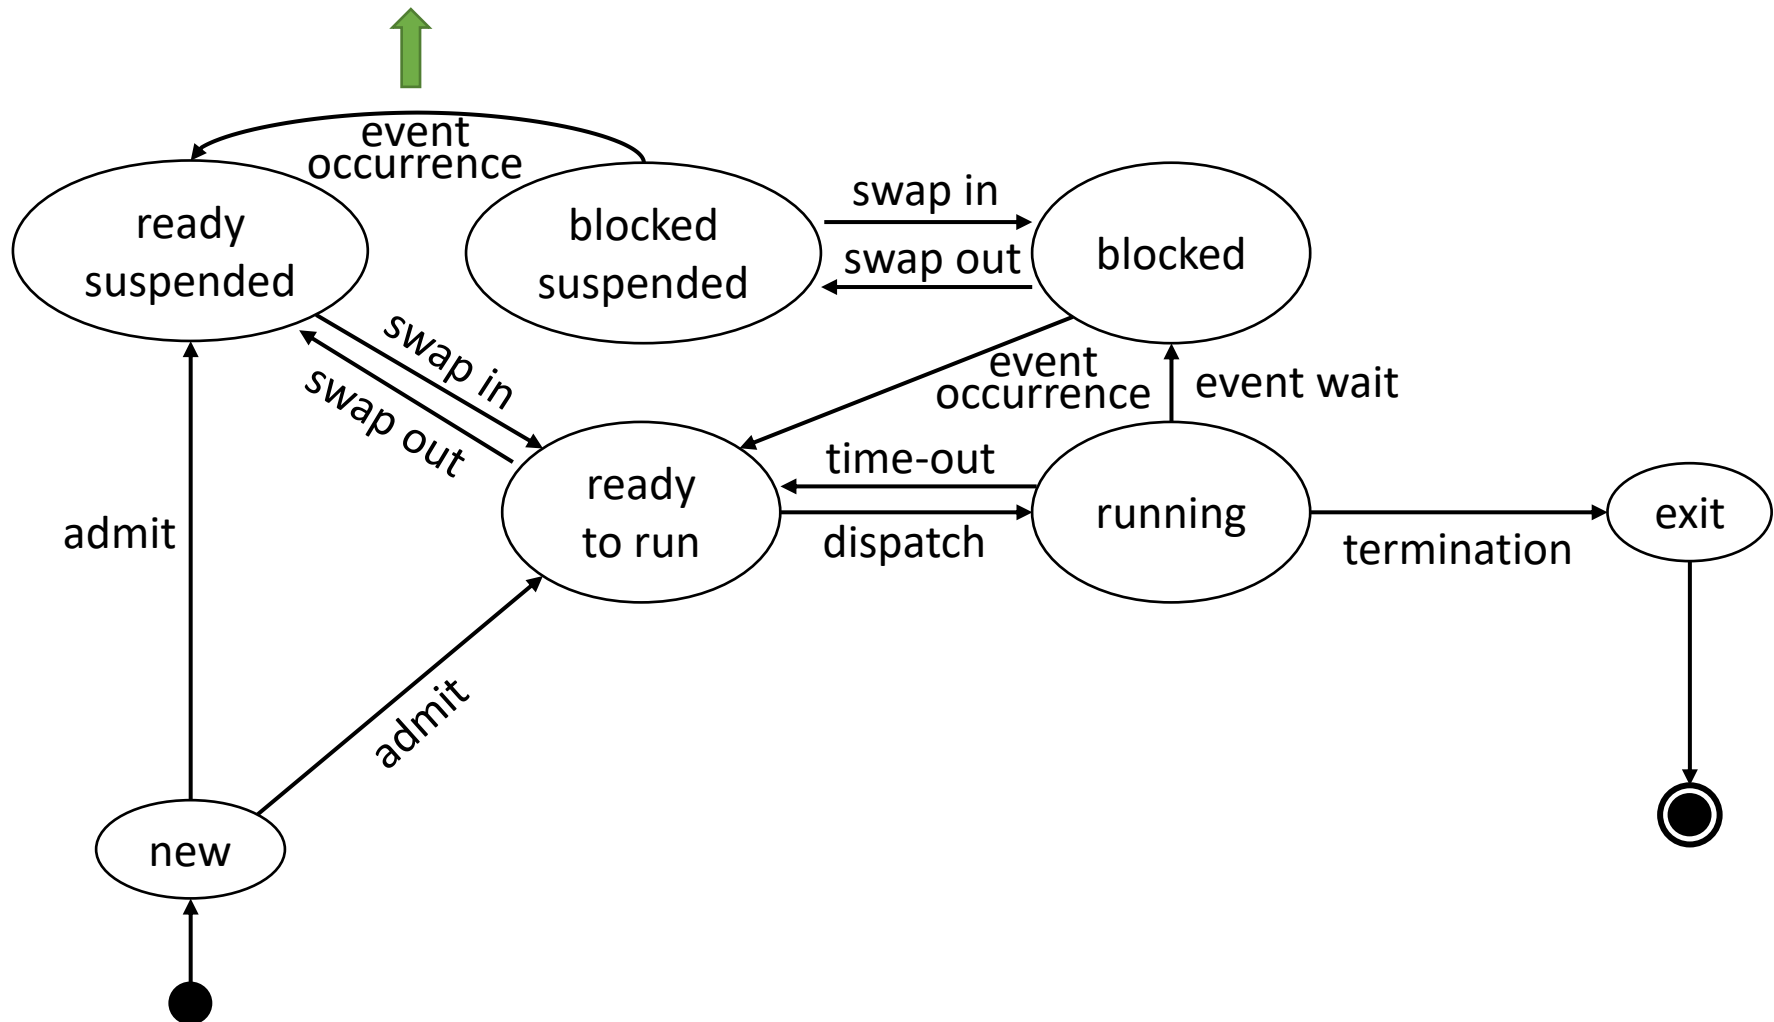 event
occurrence
ready
suspended
blocked
suspended
swap in
swap out
blocked
swap in
swap out
event
occurrence
event wait
admit
ready
to run
time-out
dispatch
running
termination
exit
admit
new